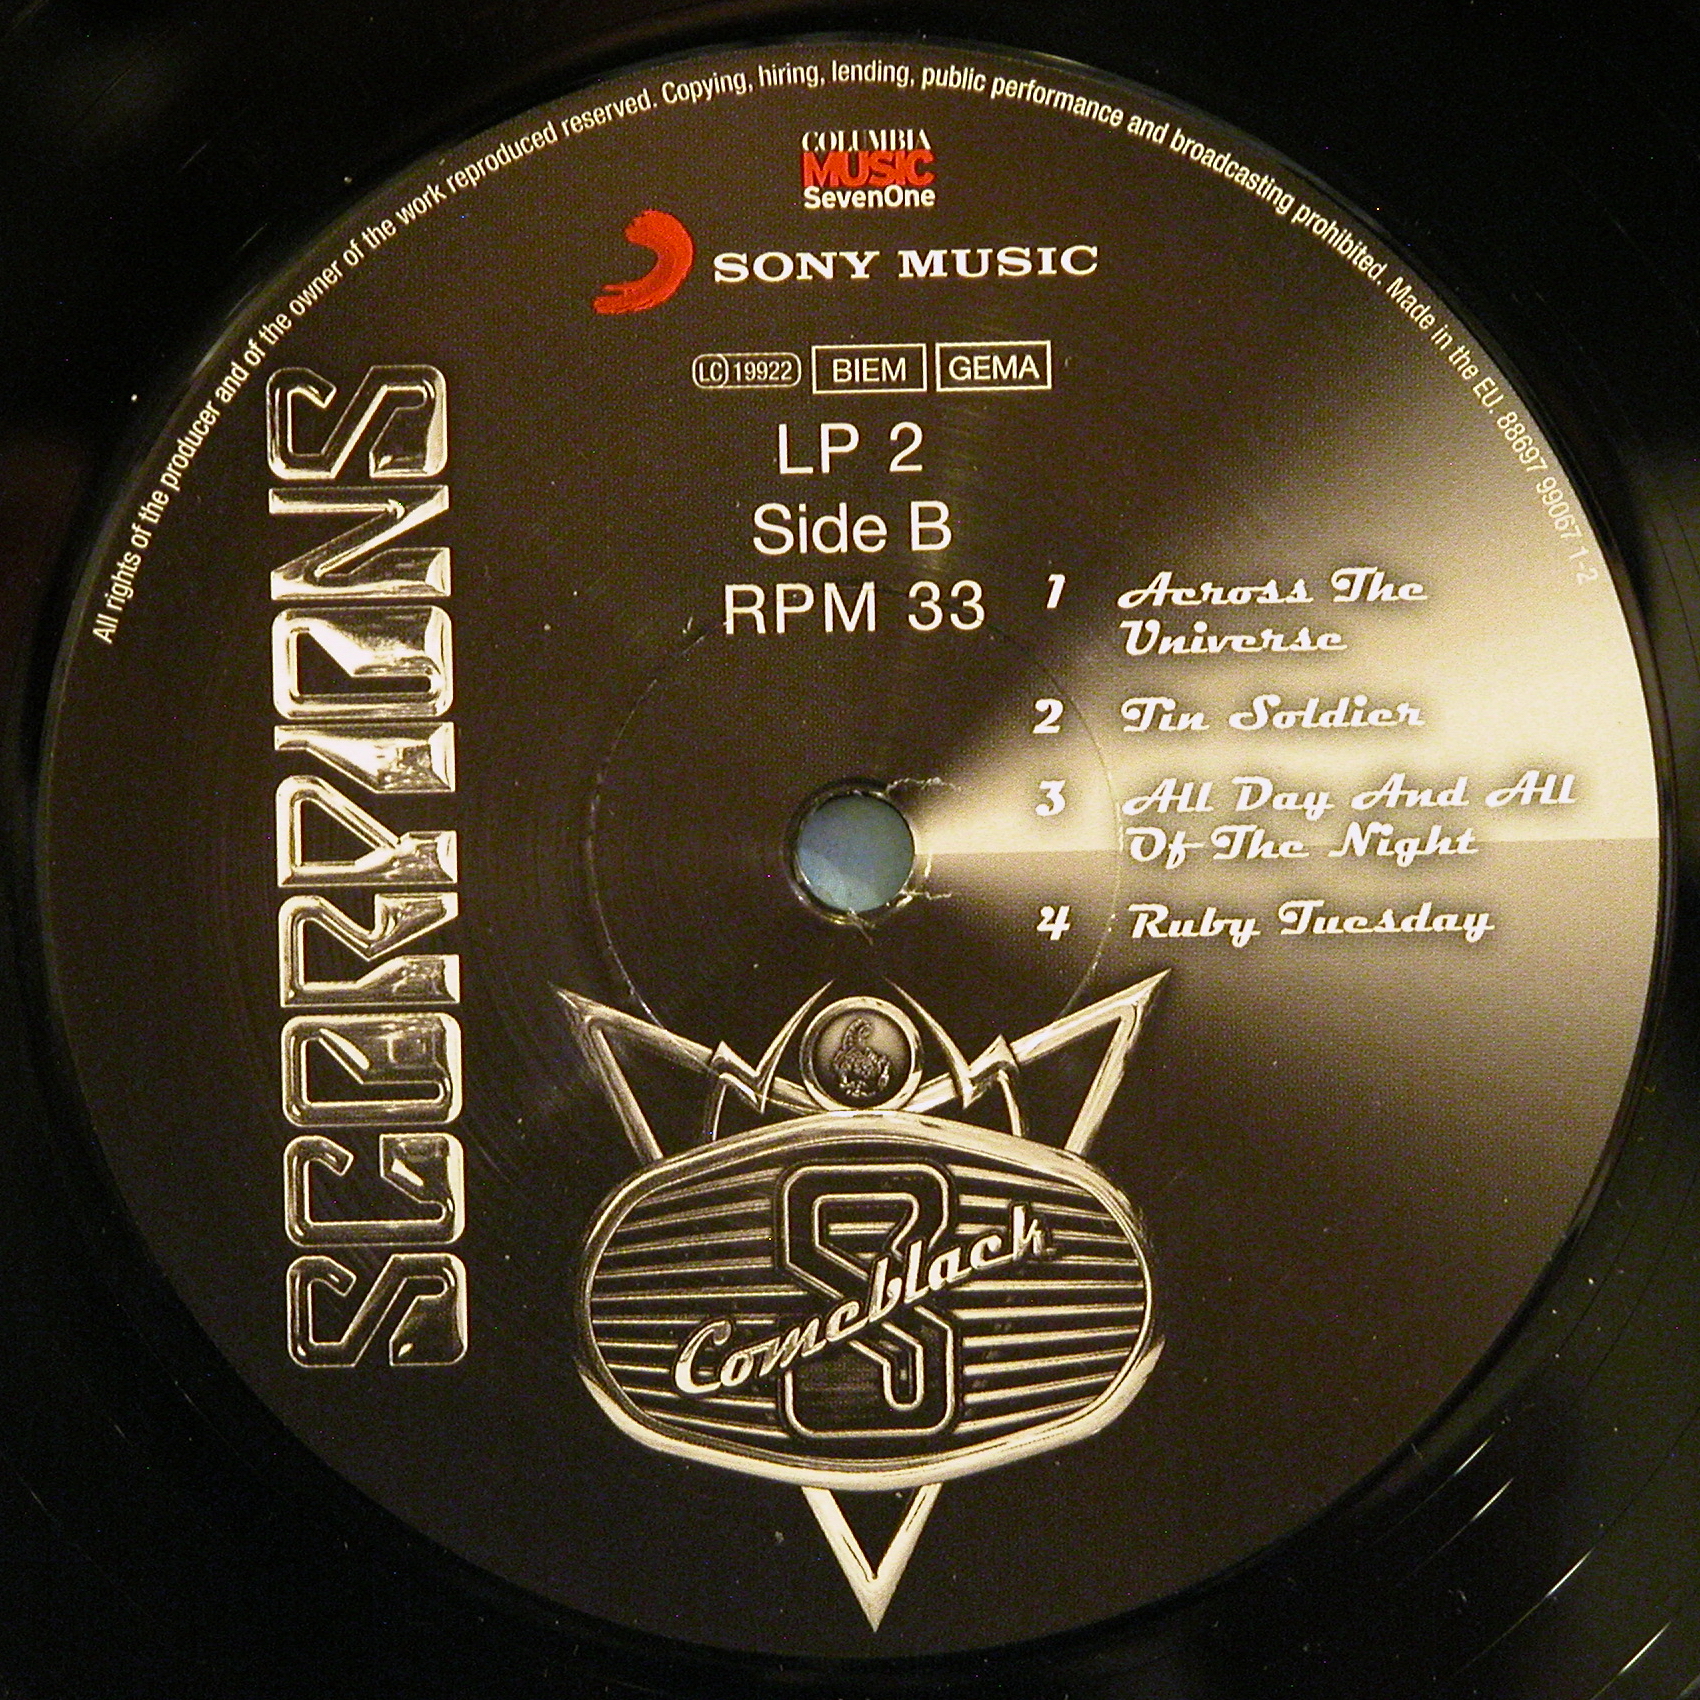 All rights of the producer and of the owner of the work reproduced reserved. Copying, hiring, lending, public performance and broadcasting prohibited. Made in the EU. 88697 99067 1-2
COLUMBIA
MUSIC
SevenOne
SONY MUSIC
LC 19922 BIEM GEMA
LP 2
Side B
RPM 33
SCORPIONS
1 Across The
Universe
2 Tin Soldier
3 All Day And All
Of The Night
4 Ruby Tuesday
S
Comeblack